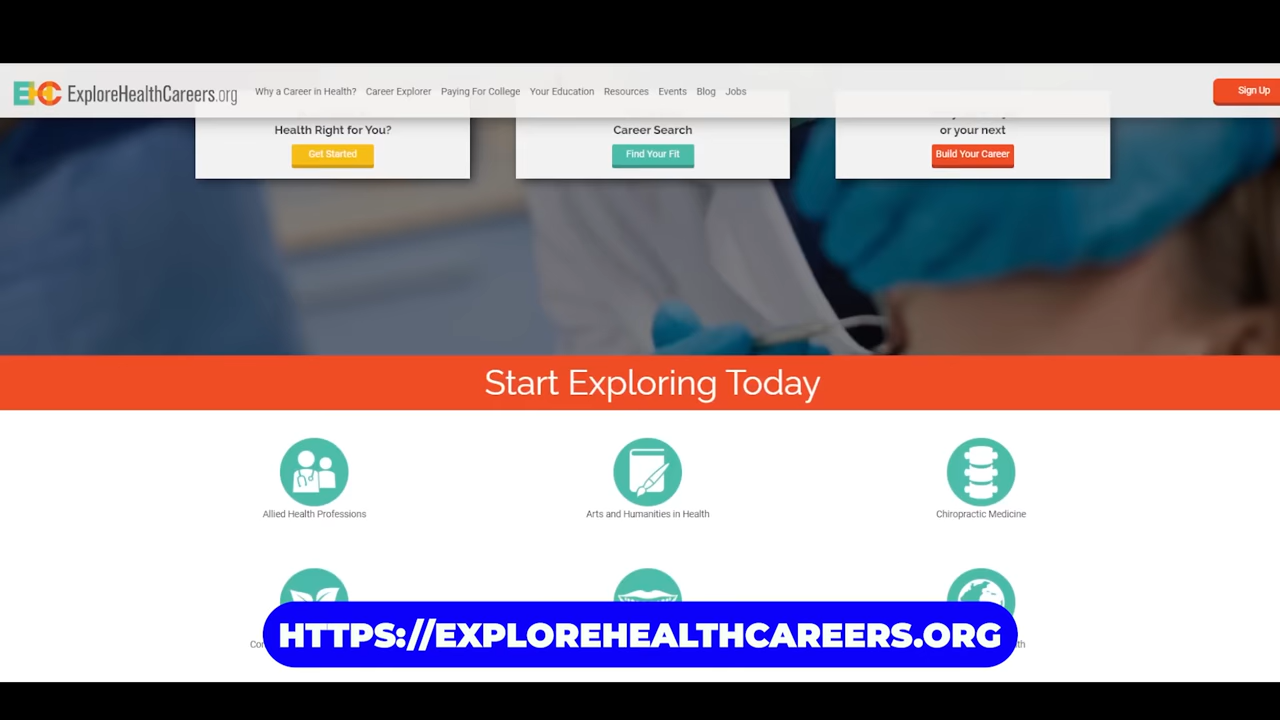 EHC ExploreHealthCareers.org
Why a Career in Health? Career Explorer Paying For College Your Education Resources Events Blog Jobs
Sign Up
Health Right for You?
Get Started
Career Search
Find Your Fit
or your next
Build Your Career
Start Exploring Today
Allied Health Professions
Arts and Humanities in Health
Chiropractic Medicine
HTTPS://EXPLOREHEALTHCAREERS.ORG